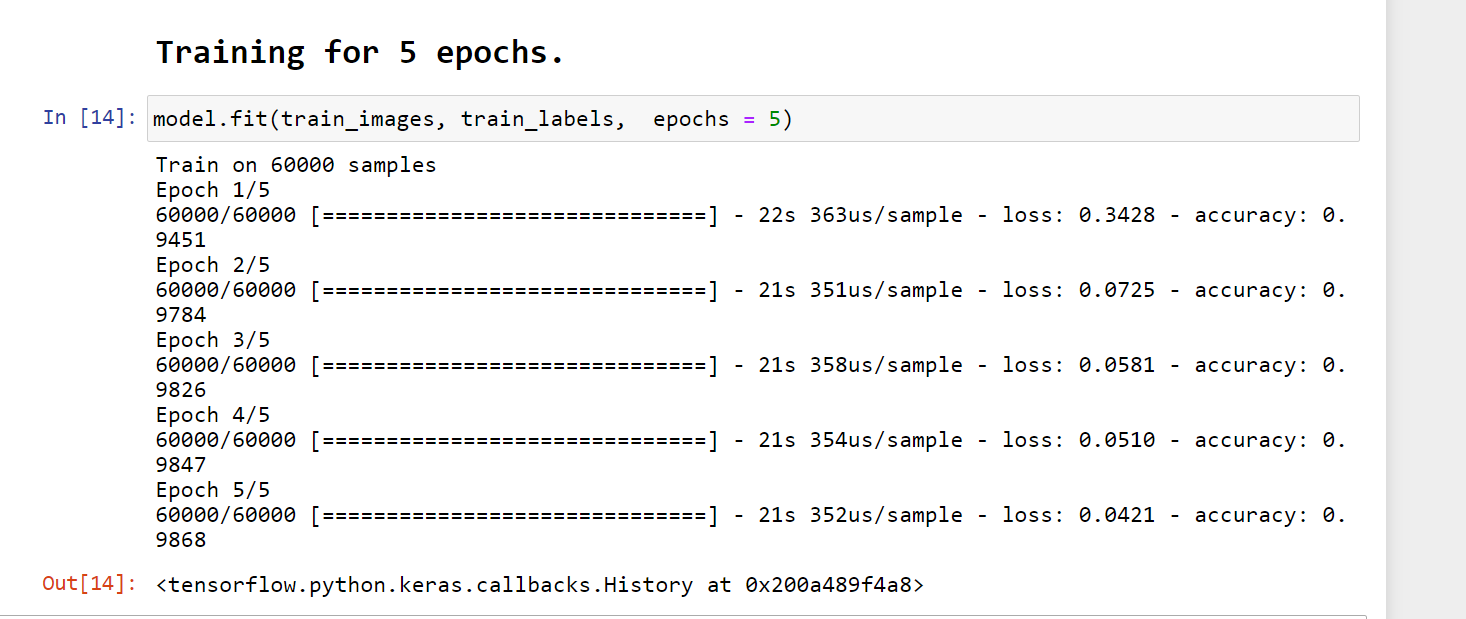 Training for 5 epochs.
In [14]: model.fit(train_images, train_labels,  epochs = 5)
Train on 60000 samples
Epoch 1/5
60000/60000 [==============================] - 22s 363us/sample - loss: 0.3428 - accuracy: 0.
9451
Epoch 2/5
60000/60000 [==============================] - 21s 351us/sample - loss: 0.0725 - accuracy: 0.
9784
Epoch 3/5
60000/60000 [==============================] - 21s 358us/sample - loss: 0.0581 - accuracy: 0.
9826
Epoch 4/5
60000/60000 [==============================] - 21s 354us/sample - loss: 0.0510 - accuracy: 0.
9847
Epoch 5/5
60000/60000 [==============================] - 21s 352us/sample - loss: 0.0421 - accuracy: 0.
9868
Out[14]: <tensorflow.python.keras.callbacks.History at 0x200a489f4a8>